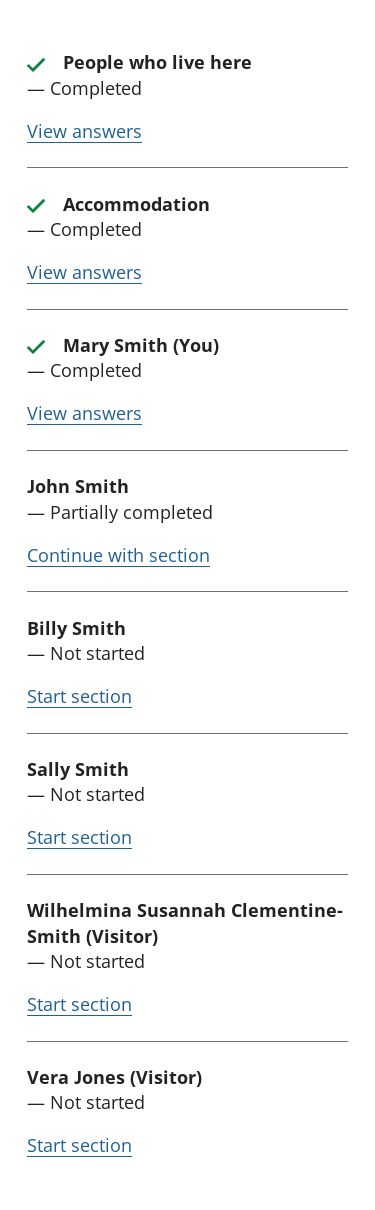 People who live here
— Completed
View answers
Accommodation
— Completed
View answers
Mary Smith (You)
— Completed
View answers
John Smith
— Partially completed
Continue with section
Billy Smith
— Not started
Start section
Sally Smith
— Not started
Start section
Wilhelmina Susannah Clementine-
Smith (Visitor)
— Not started
Start section
Vera Jones (Visitor)
— Not started
Start section